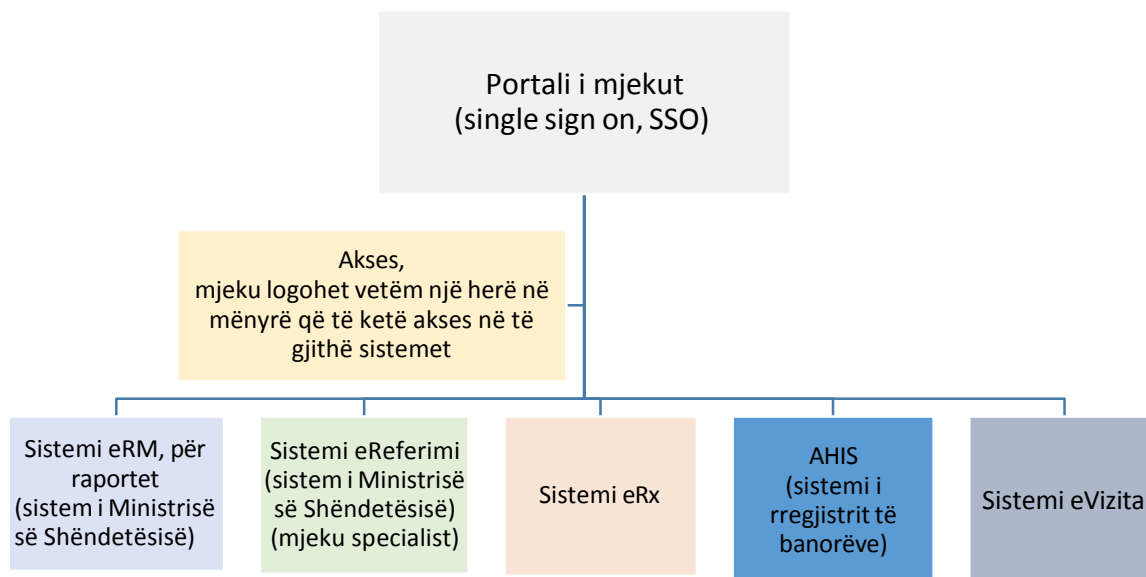 Portali i mjekut
(single sign on, SSO)
Akses,
mjeku logohet vetëm një herë në
mënyrë që të ketë akses në të
gjithë sistemet
Sistemi eRM, për
raportet
(sistem i Ministrisë
së Shëndetësisë)
Sistemi eReferimi
(sistem i Ministrisë
së Shëndetësisë)
(mjeku specialist)
Sistemi eRx
AHIS
(sistemi i
rregjistrit të
banorëve)
Sistemi eVizita